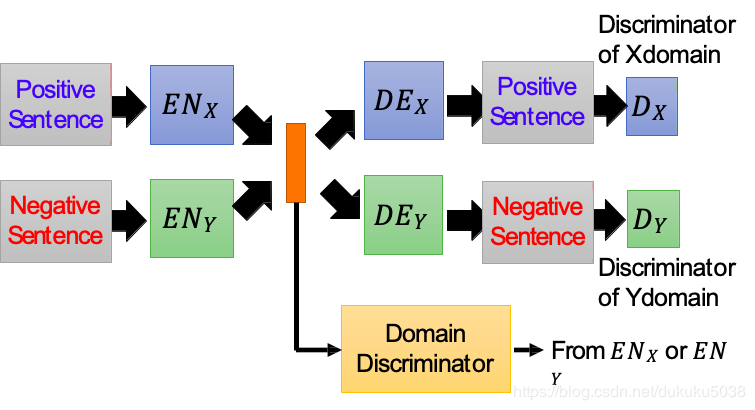 Discriminator
of Xdomain
Positive
Sentence
EN_X
DE_X
Positive
Sentence
D_X
Negative
Sentence
EN_Y
DE_Y
Negative
Sentence
D_Y
Discriminator
of Ydomain
Domain
Discriminator
From EN_X or EN
Y
https://blog.csdn.net/dukuku5038